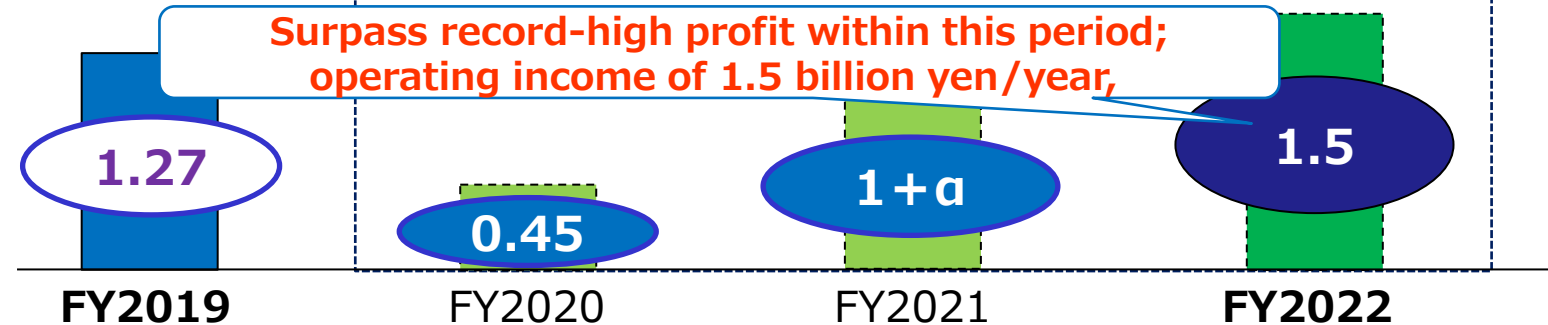 Surpass record-high profit within this period;
operating income of 1.5 billion yen/year,
1.27
0.45
1+α
1.5
FY2019
FY2020
FY2021
FY2022